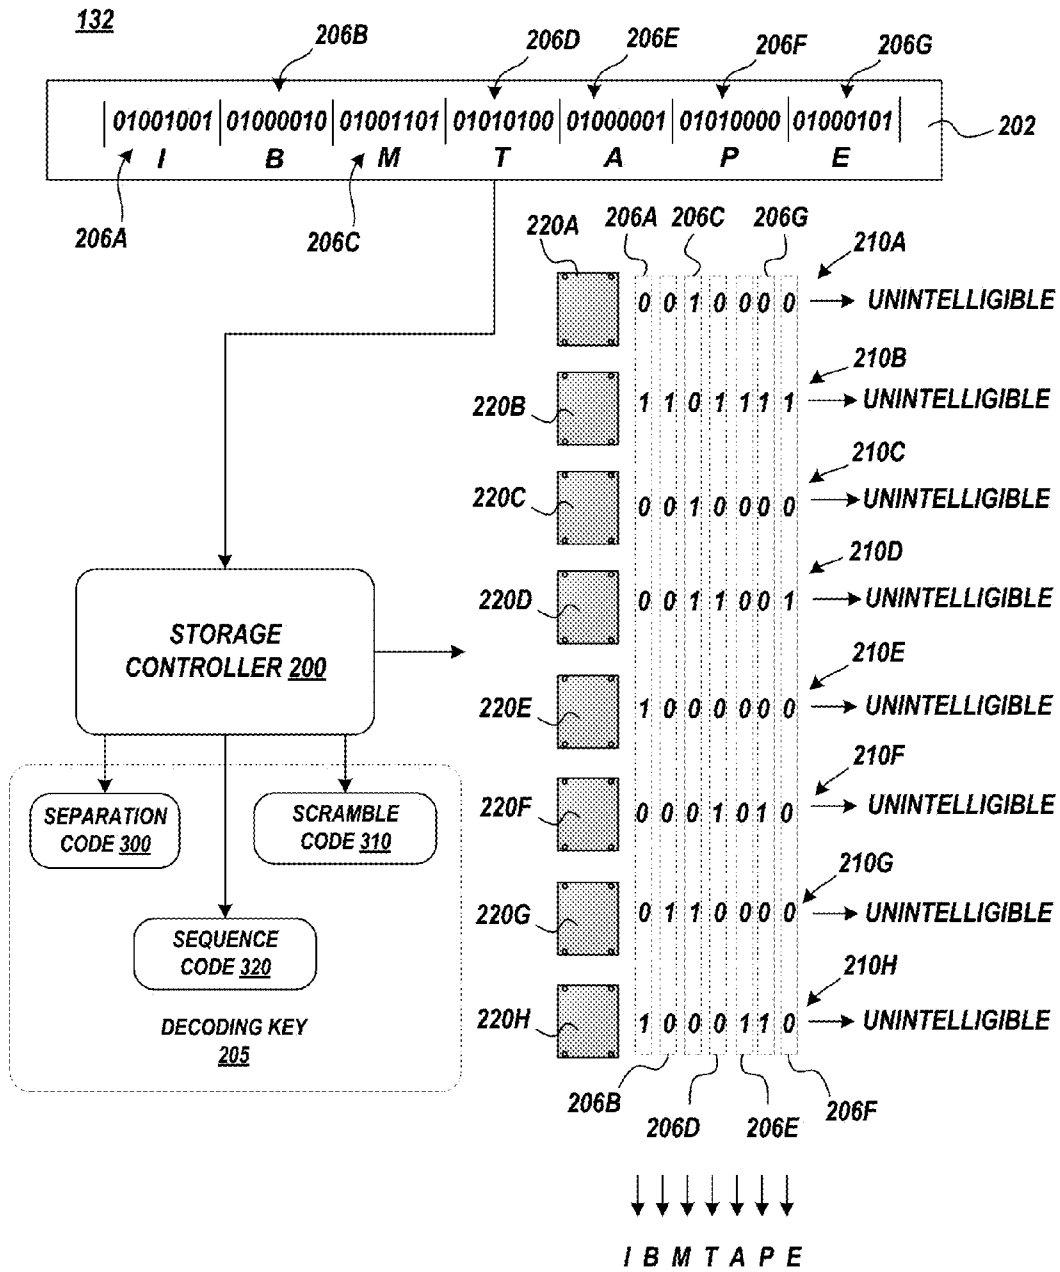 132
206B 206D 206E 206F 206G
01001001 01000010 01001101 01010100 01000001 01010000 01000101
I B M T A P E
202
206A 206C
220A 206A 206C 206G 210A
0 0 1 0 0 0 0 UNINTELLIGIBLE
210B
220B 1 1 0 1 1 1 1 UNINTELLIGIBLE
210C
220C 0 0 1 0 0 0 0 UNINTELLIGIBLE
210D
220D 0 0 1 1 0 0 1 UNINTELLIGIBLE
210E
220E 1 0 0 0 0 0 0 UNINTELLIGIBLE
210F
220F 0 0 0 1 0 1 0 UNINTELLIGIBLE
210G
220G 0 1 1 0 0 0 0 UNINTELLIGIBLE
210H
220H 1 0 0 0 1 1 0 UNINTELLIGIBLE
206B 206D 206E 206F
I B M T A P E
STORAGE
CONTROLLER 200
SEPARATION
CODE 300
SCRAMBLE
CODE 310
SEQUENCE
CODE 320
DECODING KEY
205